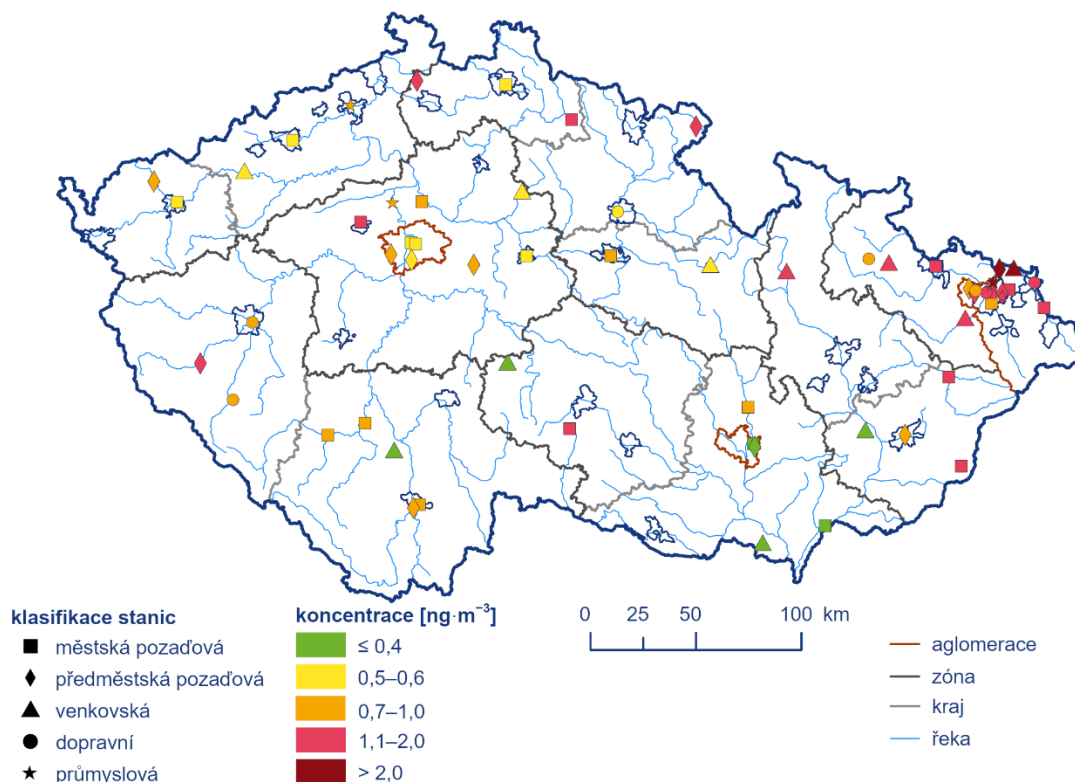 klasifikace stanic
městská pozaďová
předměstská pozaďová
venkovská
dopravní
průmyslová
koncentrace [ng·m⁻³]
≤ 0,4
0,5–0,6
0,7–1,0
1,1–2,0
> 2,0
0 25 50 100 km
aglomerace
zóna
kraj
řeka